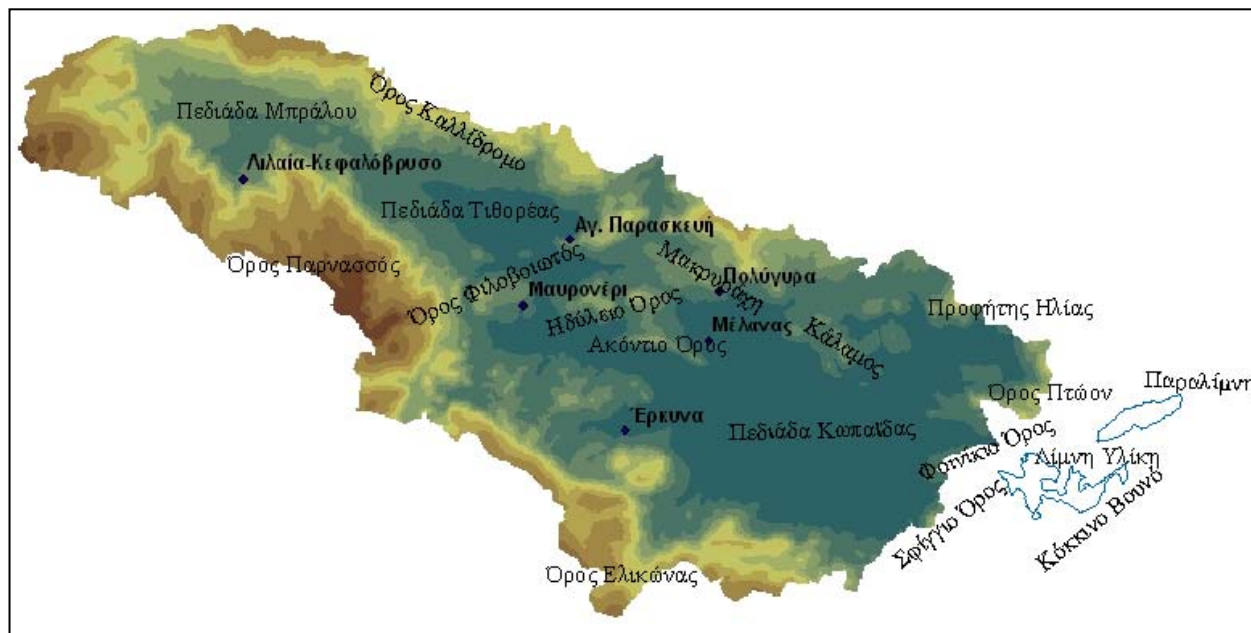 Όρος Καλλίδρομο
Πεδιάδα Μπράλου
Λιλαία-Κεφαλόβρυσο
Πεδιάδα Τιθορέας
Αγ. Παρασκευή
Όρος Παρνασσός
Όρος Φιλοβοιωτός
Μακρυράχη
Πολύγυρα
Μαυρονέρι
Ηδύλειο Όρος
Προφήτης Ηλίας
Μέλανας
Ακόντιο Όρος
Κάλαμος
Παραλίμνη
Όρος Πτώον
Έρκυνα
Πεδιάδα Κωπαΐδας
Φοινίκιο Όρος
Λίμνη Υλίκη
Σφίγγιο Όρος
Κόκκινο Βουνό
Όρος Ελικώνας